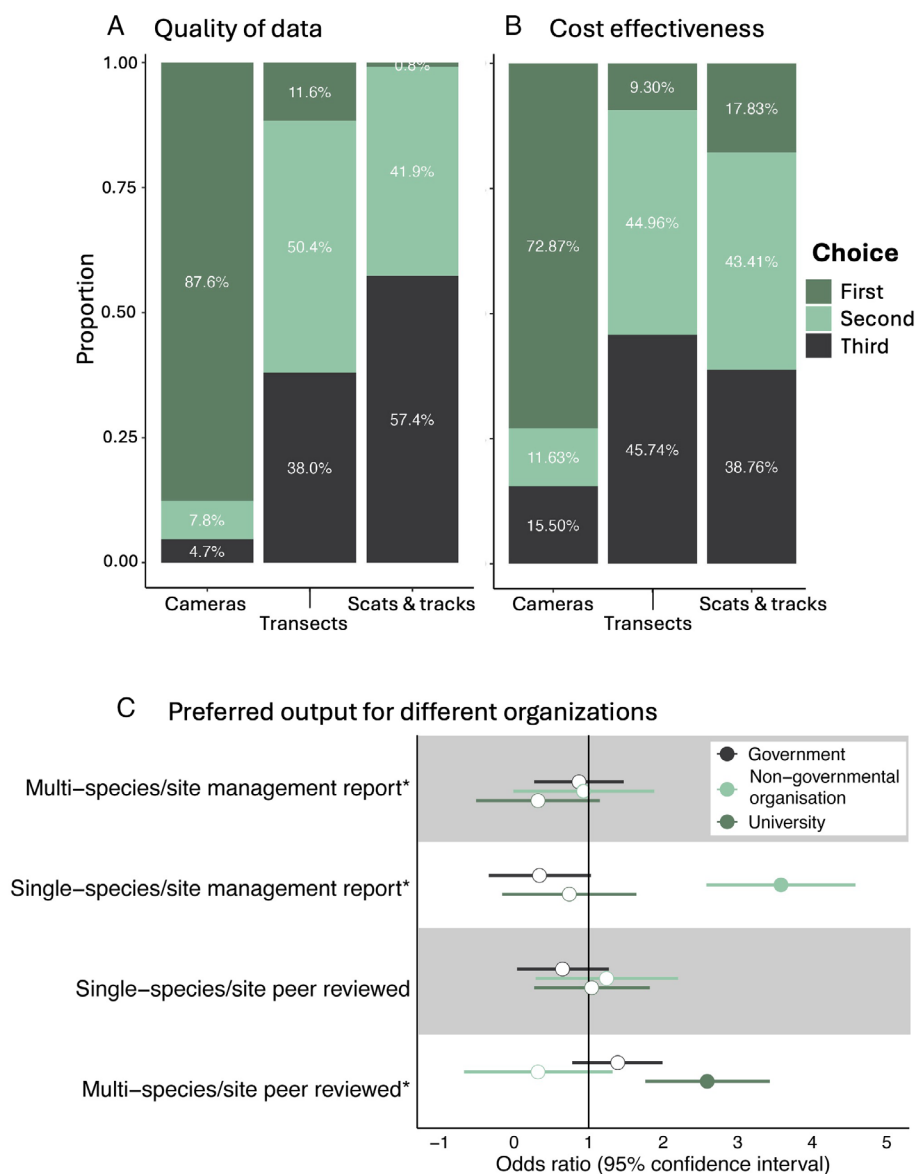 A Quality of data
B Cost effectiveness
Proportion
1.00
0.75
0.50
0.25
0.00
87.6%
7.8%
4.7%
11.6%
50.4%
38.0%
0.8%
41.9%
57.4%
Cameras
Transects
Scats & tracks
72.87%
11.63%
15.50%
9.30%
44.96%
45.74%
17.83%
43.41%
38.76%
Cameras
Transects
Scats & tracks
Choice
First
Second
Third
C Preferred output for different organizations
Government
Non-governmental
organisation
University
Multi-species/site management report*
Single-species/site management report*
Single-species/site peer reviewed
Multi-species/site peer reviewed*
−1 0 1 2 3 4 5
Odds ratio (95% confidence interval)